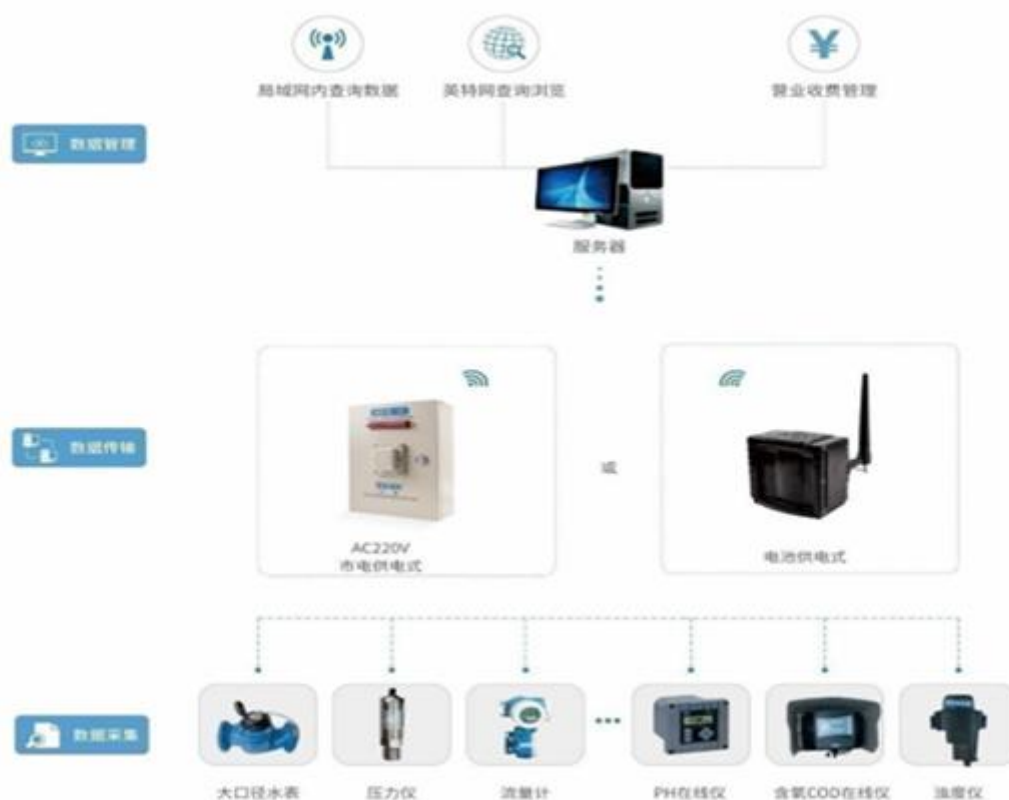 局域网内查询数据
英特网查询浏览
营业收费管理
数据管理
服务器
数据传输
或
AC220V
市电供电式
电池供电式
数据采集
大口径水表
压力仪
流量计
PH在线仪
含氧COD在线仪
浊度仪